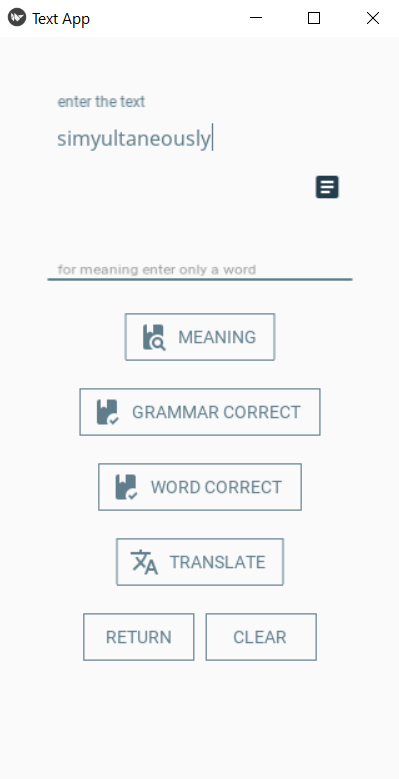 Text App
enter the text
simyultaneously
for meaning enter only a word
MEANING
GRAMMAR CORRECT
WORD CORRECT
TRANSLATE
RETURN CLEAR